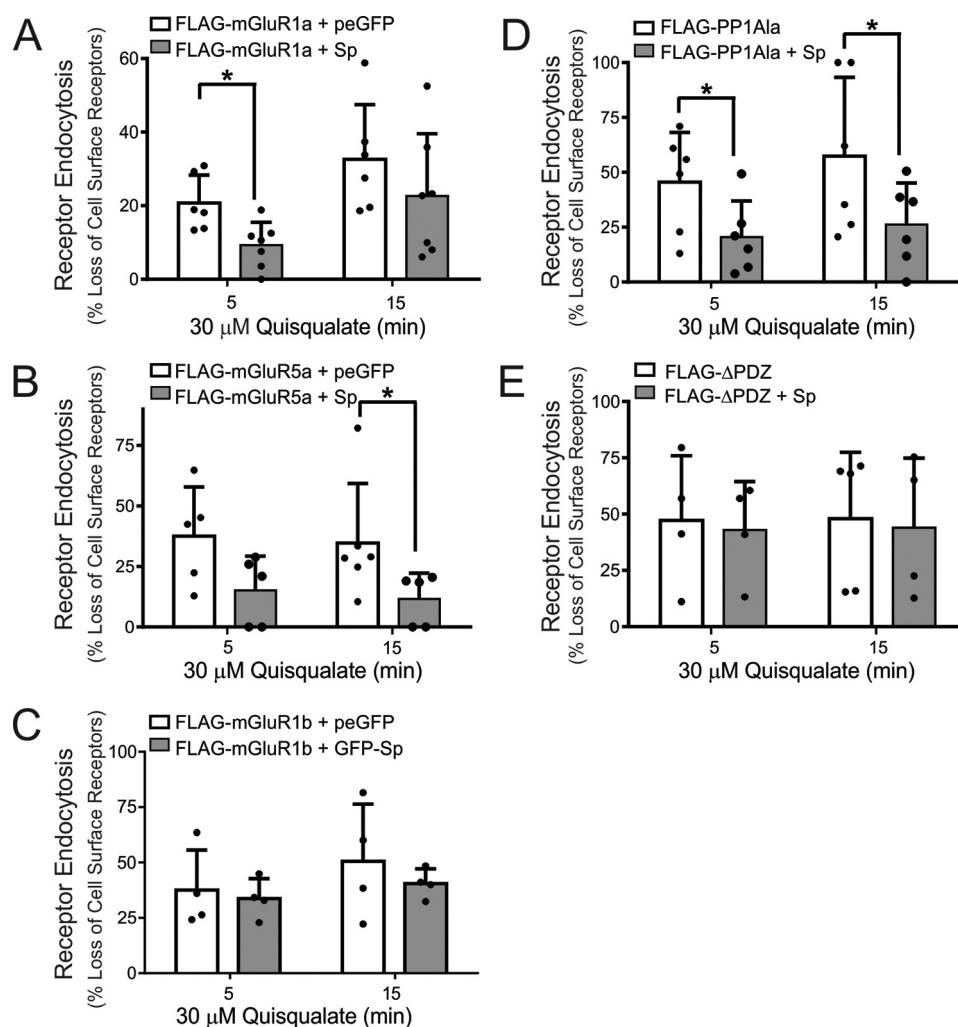 A
FLAG-mGluR1a + peGFP
FLAG-mGluR1a + Sp
Receptor Endocytosis
(% Loss of Cell Surface Receptors)
60
40
20
0
*
5
15
30 μM Quisqualate (min)
B
FLAG-mGluR5a + peGFP
FLAG-mGluR5a + Sp
Receptor Endocytosis
(% Loss of Cell Surface Receptors)
75
50
25
0
*
5
15
30 μM Quisqualate (min)
C
FLAG-mGluR1b + peGFP
FLAG-mGluR1b + GFP-Sp
Receptor Endocytosis
(% Loss of Cell Surface Receptors)
100
75
50
25
0
5
15
30 μM Quisqualate (min)
D
FLAG-PP1Ala
FLAG-PP1Ala + Sp
Receptor Endocytosis
(% Loss of Cell Surface Receptors)
100
75
50
25
0
*
*
5
15
30 μM Quisqualate (min)
E
FLAG-ΔPDZ
FLAG-ΔPDZ + Sp
Receptor Endocytosis
(% Loss of Cell Surface Receptors)
100
75
50
25
0
5
15
30 μM Quisqualate (min)